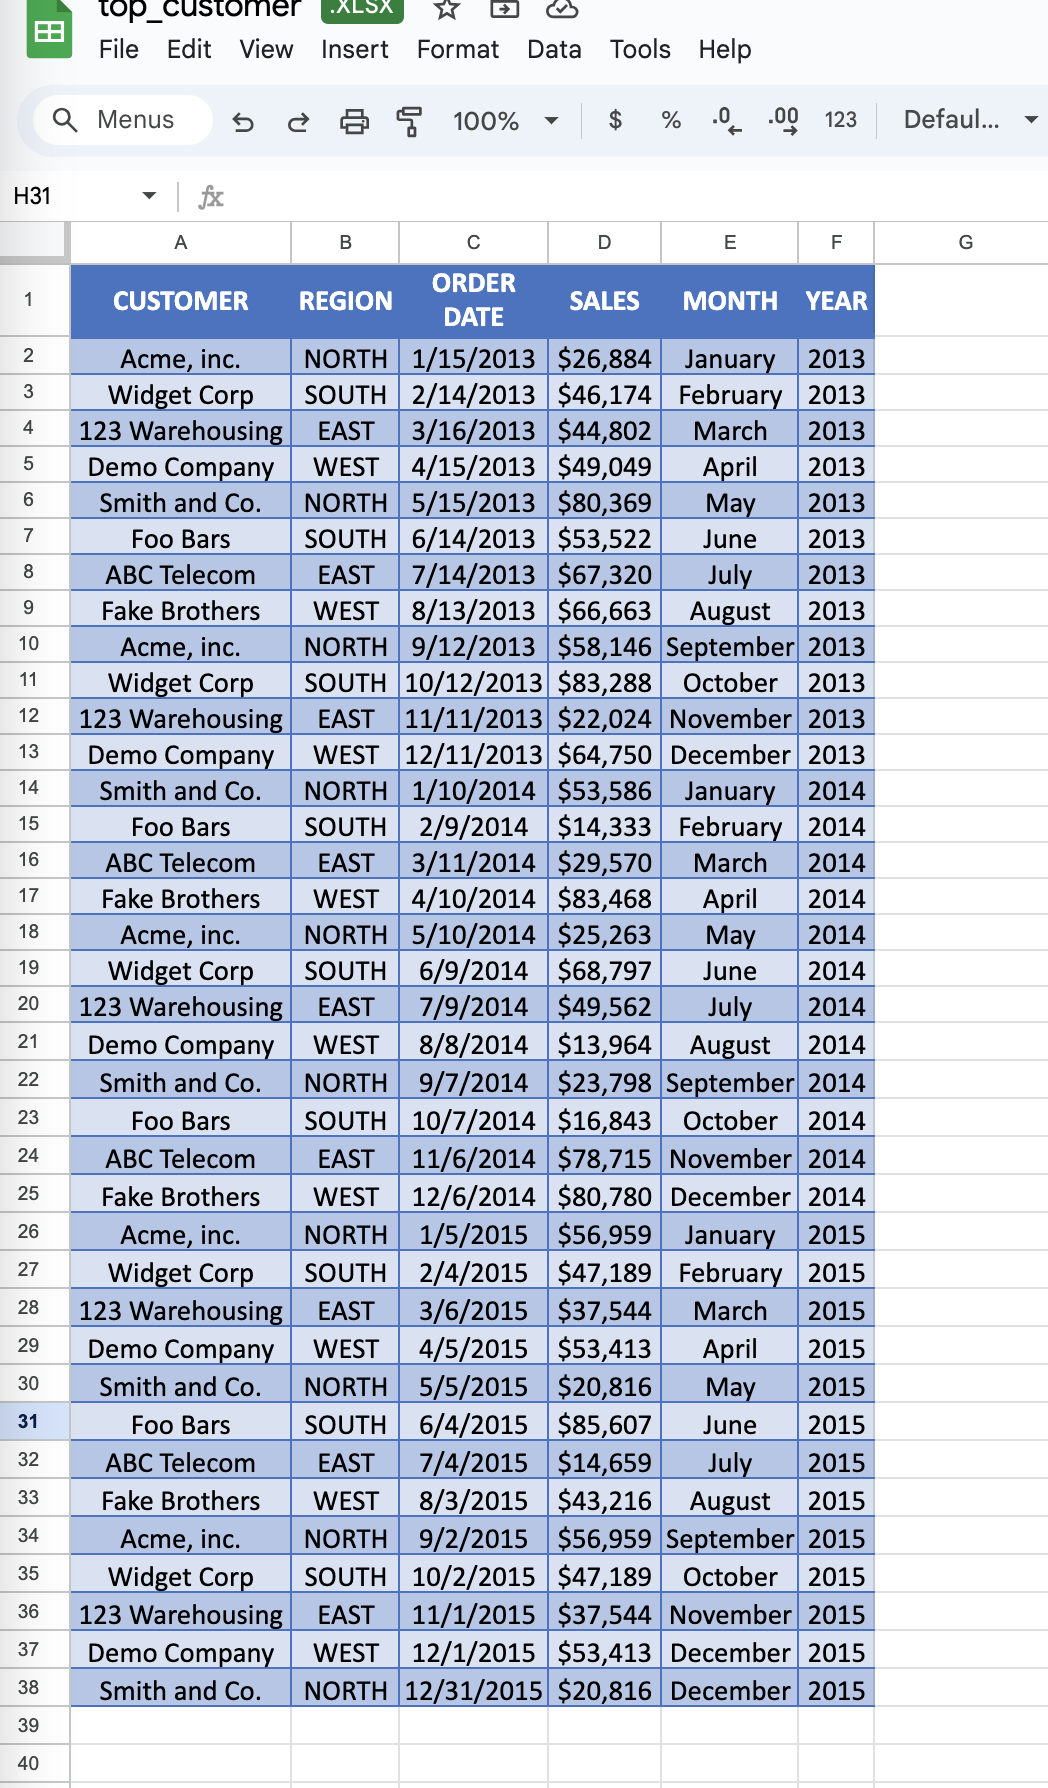 top_customer .XLSX
File Edit View Insert Format Data Tools Help
Menus 100% $ % .0 .00 123 Defaul...
H31 fx
A B C D E F G
1 CUSTOMER REGION ORDER DATE SALES MONTH YEAR
2 Acme, inc. NORTH 1/15/2013 $26,884 January 2013
3 Widget Corp SOUTH 2/14/2013 $46,174 February 2013
4 123 Warehousing EAST 3/16/2013 $44,802 March 2013
5 Demo Company WEST 4/15/2013 $49,049 April 2013
6 Smith and Co. NORTH 5/15/2013 $80,369 May 2013
7 Foo Bars SOUTH 6/14/2013 $53,522 June 2013
8 ABC Telecom EAST 7/14/2013 $67,320 July 2013
9 Fake Brothers WEST 8/13/2013 $66,663 August 2013
10 Acme, inc. NORTH 9/12/2013 $58,146 September 2013
11 Widget Corp SOUTH 10/12/2013 $83,288 October 2013
12 123 Warehousing EAST 11/11/2013 $22,024 November 2013
13 Demo Company WEST 12/11/2013 $64,750 December 2013
14 Smith and Co. NORTH 1/10/2014 $53,586 January 2014
15 Foo Bars SOUTH 2/9/2014 $14,333 February 2014
16 ABC Telecom EAST 3/11/2014 $29,570 March 2014
17 Fake Brothers WEST 4/10/2014 $83,468 April 2014
18 Acme, inc. NORTH 5/10/2014 $25,263 May 2014
19 Widget Corp SOUTH 6/9/2014 $68,797 June 2014
20 123 Warehousing EAST 7/9/2014 $49,562 July 2014
21 Demo Company WEST 8/8/2014 $13,964 August 2014
22 Smith and Co. NORTH 9/7/2014 $23,798 September 2014
23 Foo Bars SOUTH 10/7/2014 $16,843 October 2014
24 ABC Telecom EAST 11/6/2014 $78,715 November 2014
25 Fake Brothers WEST 12/6/2014 $80,780 December 2014
26 Acme, inc. NORTH 1/5/2015 $56,959 January 2015
27 Widget Corp SOUTH 2/4/2015 $47,189 February 2015
28 123 Warehousing EAST 3/6/2015 $37,544 March 2015
29 Demo Company WEST 4/5/2015 $53,413 April 2015
30 Smith and Co. NORTH 5/5/2015 $20,816 May 2015
31 Foo Bars SOUTH 6/4/2015 $85,607 June 2015
32 ABC Telecom EAST 7/4/2015 $14,659 July 2015
33 Fake Brothers WEST 8/3/2015 $43,216 August 2015
34 Acme, inc. NORTH 9/2/2015 $56,959 September 2015
35 Widget Corp SOUTH 10/2/2015 $47,189 October 2015
36 123 Warehousing EAST 11/1/2015 $37,544 November 2015
37 Demo Company WEST 12/1/2015 $53,413 December 2015
38 Smith and Co. NORTH 12/31/2015 $20,816 December 2015
39
40